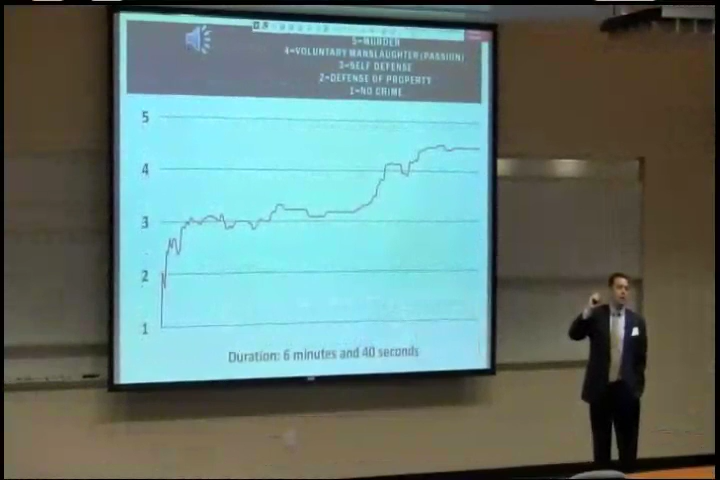 5=MURDER
4=VOLUNTARY MANSLAUGHTER (PASSION)
3=SELF DEFENSE
2=DEFENSE OF PROPERTY
1=NO CRIME
5
4
3
2
1
Duration: 6 minutes and 40 seconds